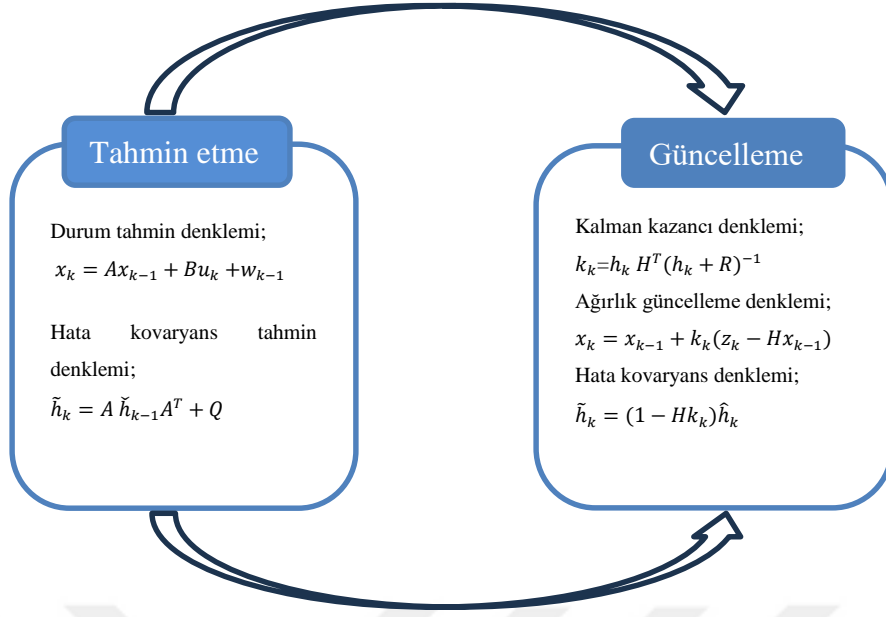 Tahmin etme
Durum tahmin denklemi;
x_k = Ax_{k−1} + Bu_k +w_{k−1}
Hata kovaryans tahmin
denklemi;
h̃_k = A ȟ_{k−1}A^T + Q
Güncelleme
Kalman kazancı denklemi;
k_k=h_k H^T(h_k + R)^{−1}
Ağırlık güncelleme denklemi;
x_k = x_{k−1} + k_k(z_k − Hx_{k−1})
Hata kovaryans denklemi;
h̃_k = (1 − Hk_k)ĥ_k